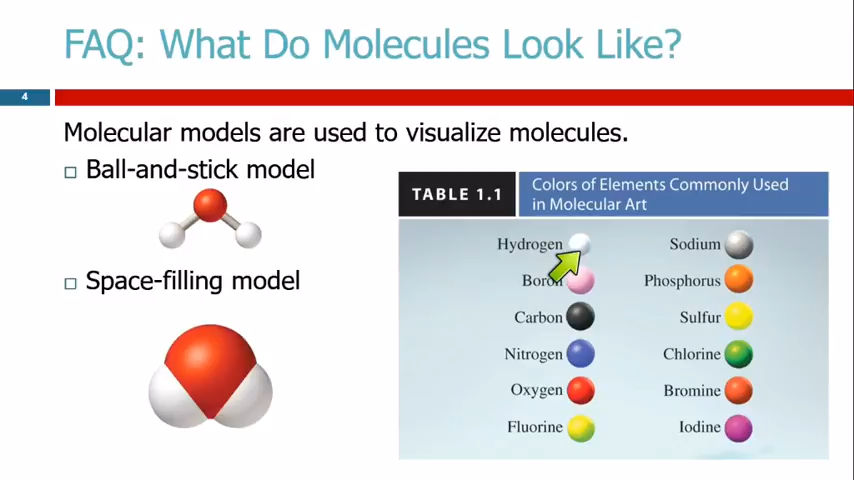 FAQ: What Do Molecules Look Like?
4
Molecular models are used to visualize molecules.
Ball-and-stick model
Space-filling model
TABLE 1.1
Colors of Elements Commonly Used
in Molecular Art
Hydrogen
Boron
Carbon
Nitrogen
Oxygen
Fluorine
Sodium
Phosphorus
Sulfur
Chlorine
Bromine
Iodine